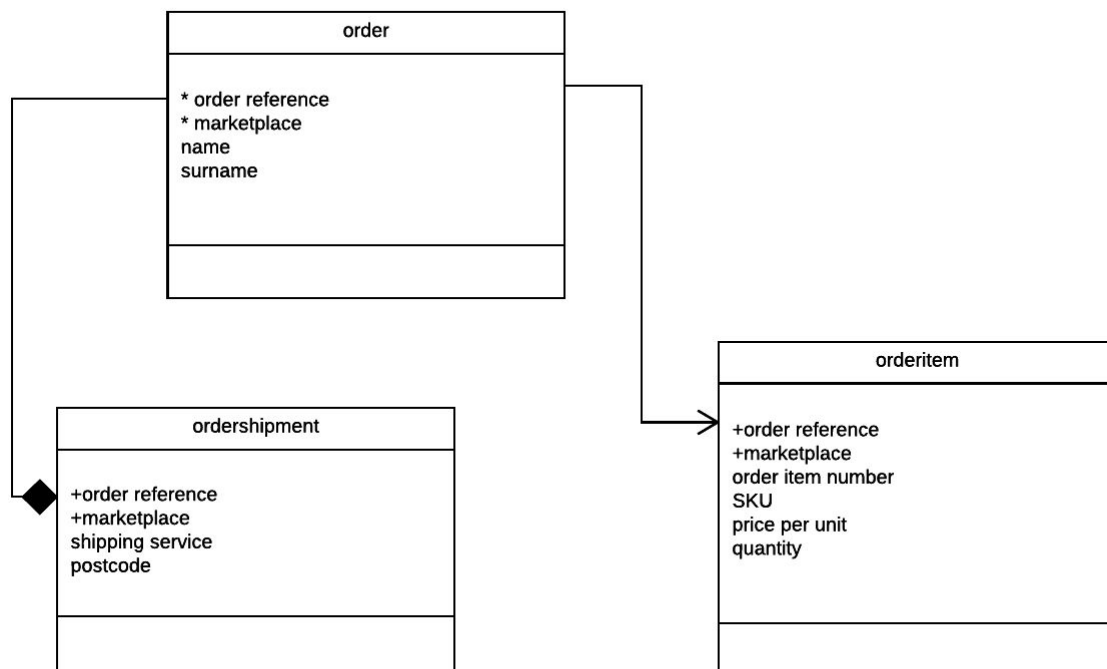 order
* order reference
* marketplace
name
surname
ordershipment
+order reference
+marketplace
shipping service
postcode
orderitem
+order reference
+marketplace
order item number
SKU
price per unit
quantity